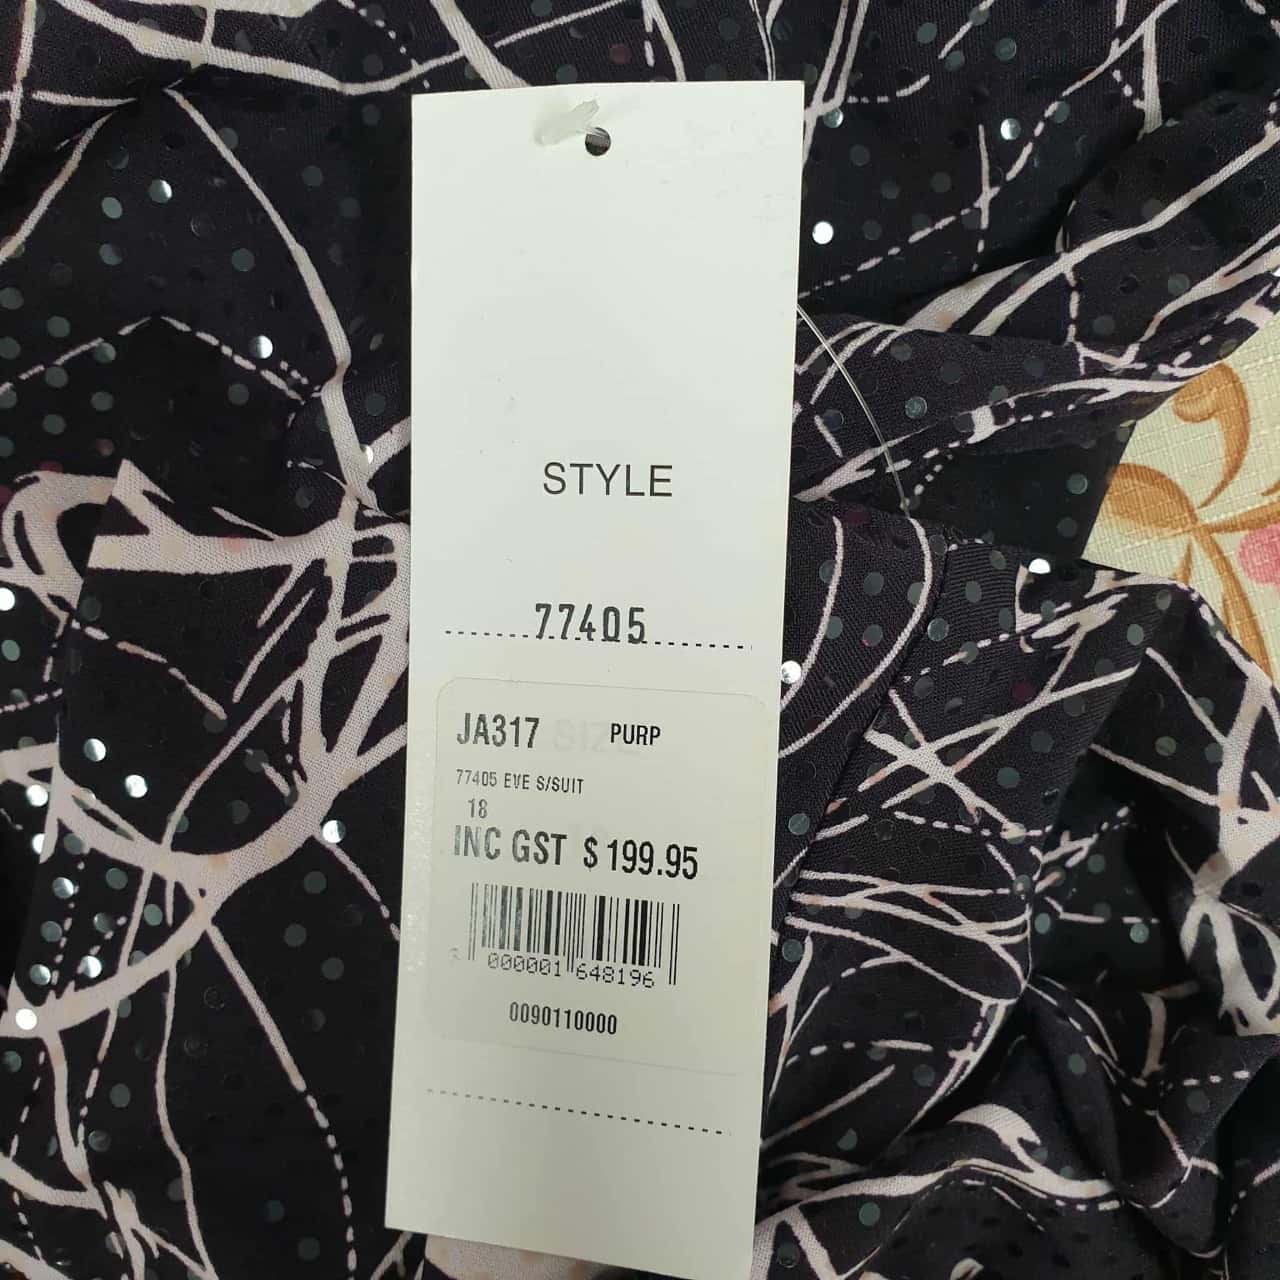 STYLE
77405
JA317 SIZE PURP
77405 EVE S/SUIT
18
INC GST $199.95
000001 648196
0090110000